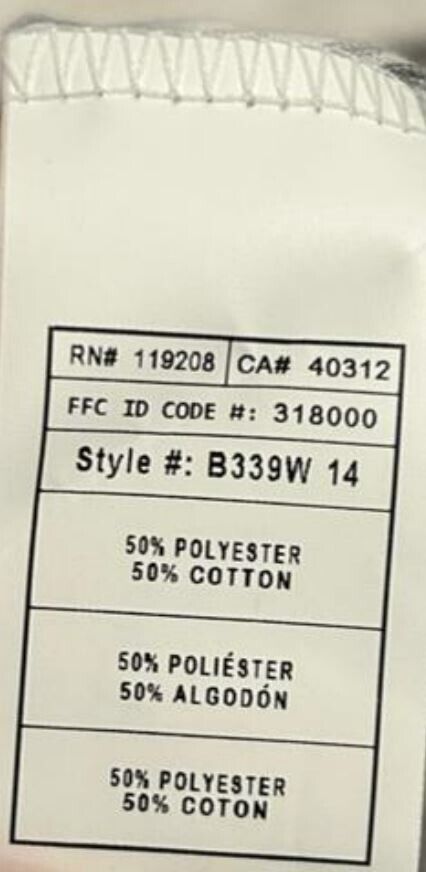 RN# 119208 CA# 40312
FFC ID CODE #: 318000
Style #: B339W 14
50% POLYESTER
50% COTTON
50% POLIÉSTER
50% ALGODÓN
50% POLYESTER
50% COTON